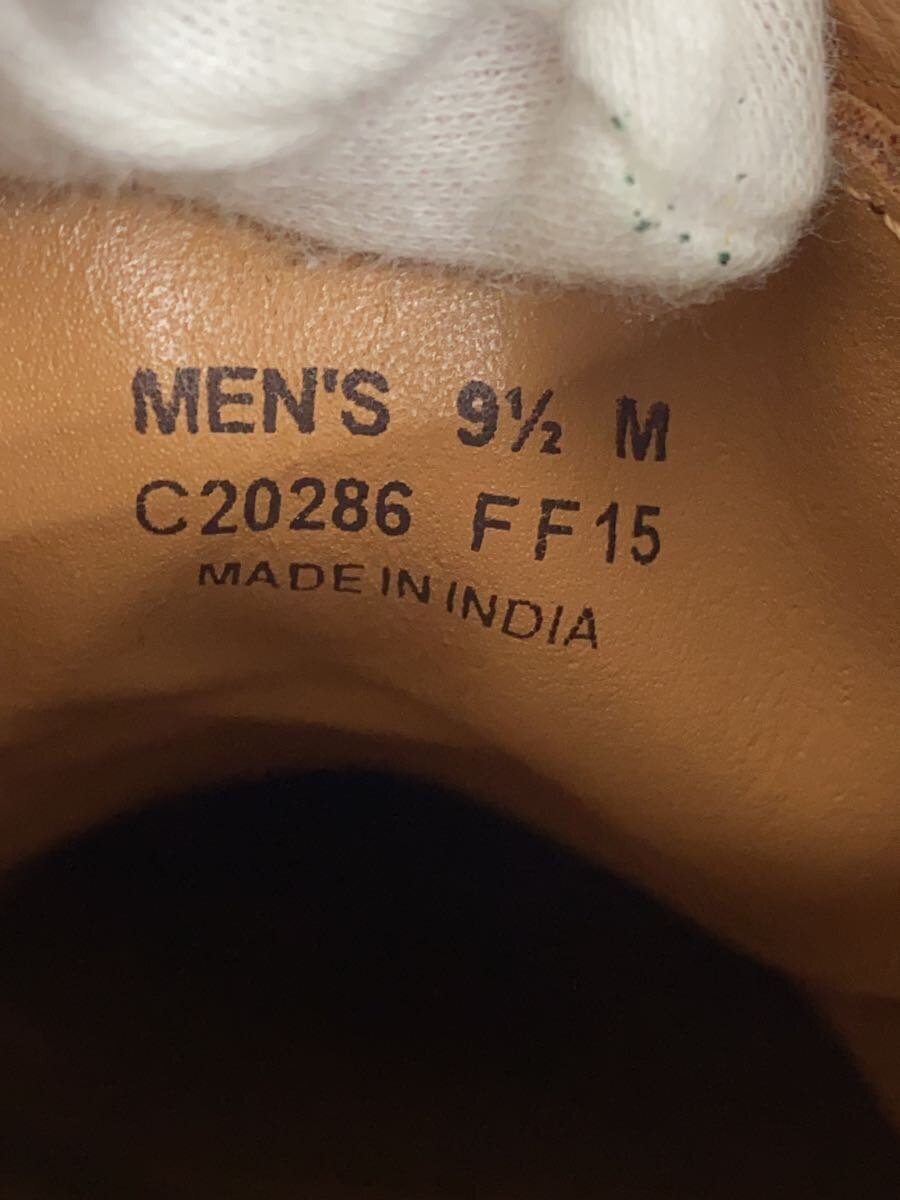 MEN'S 9½ M
C20286 FF15
MADE IN INDIA